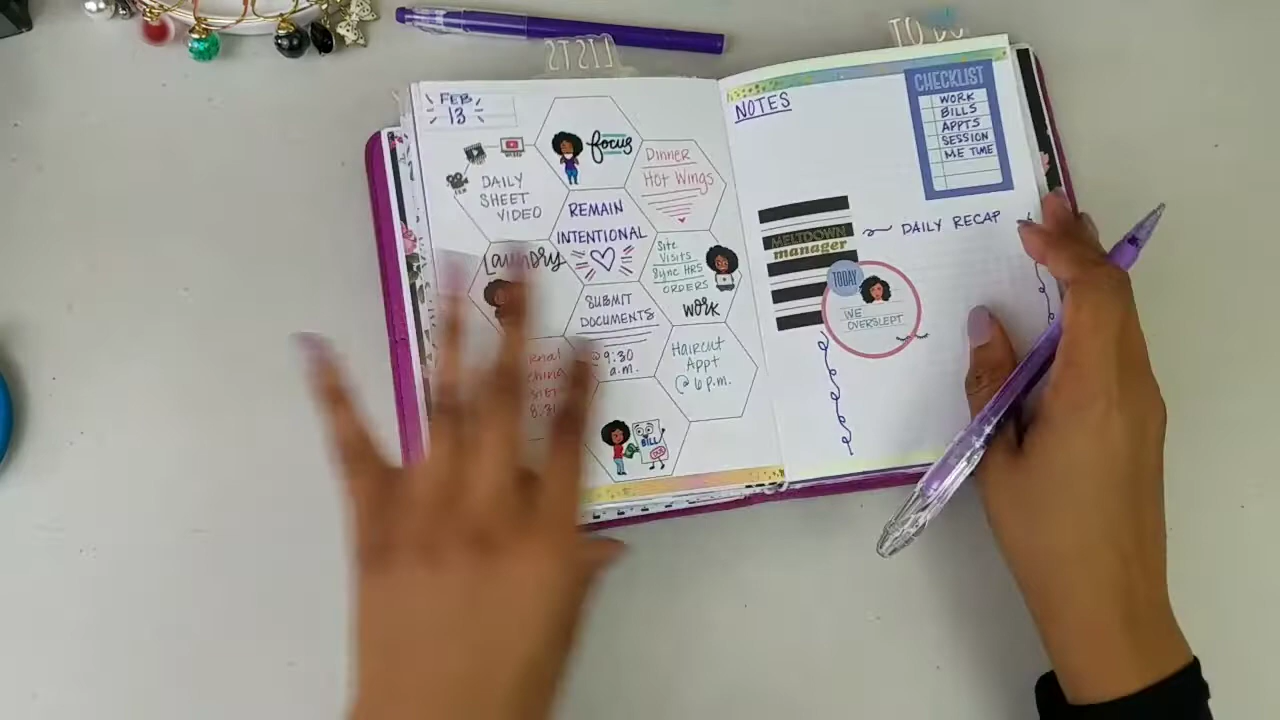 FEB
13
focus
DAILY
SHEET
VIDEO
Dinner
Hot Wings
REMAIN
INTENTIONAL
Laundry
Site
Visits
Sync HRS
ORDERS
WORK
SUBMIT
DOCUMENTS
@ 9:30
a.m.
Haircut
Appt
@ 6 p.m.
BILL
NOTES
TO DO
CHECKLIST
WORK
BILLS
APPTS
SESSION
ME TIME
MELTDOWN
manager
DAILY RECAP
TODAY
WE
OVERSLEPT